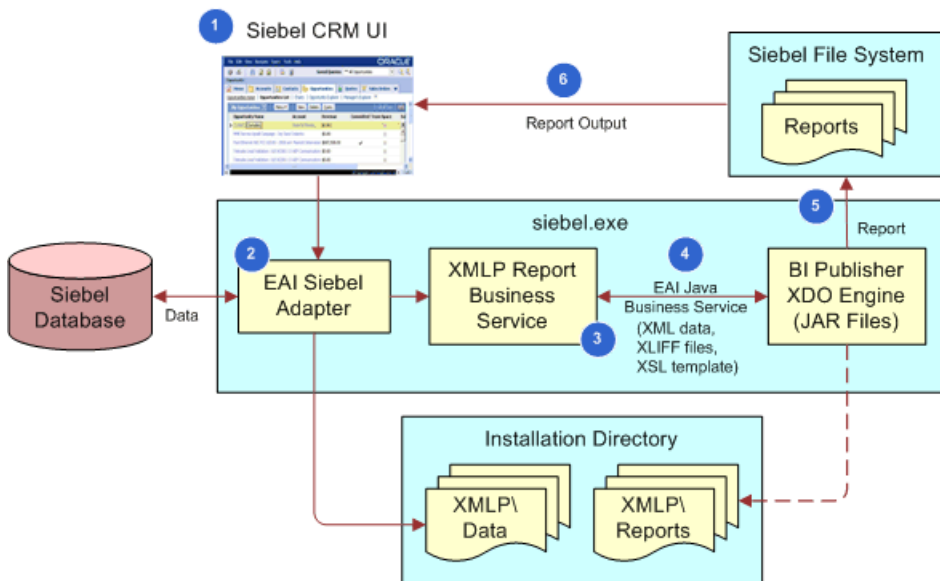 1
Siebel CRM UI
ORACLE
6
Report Output
Siebel File System
Reports
5
Report
siebel.exe
2
EAI Siebel
Adapter
Siebel
Database
Data
XMLP Report
Business
Service
3
4
EAI Java
Business Service
(XML data,
XLIFF files,
XSL template)
BI Publisher
XDO Engine
(JAR Files)
Installation Directory
XMLP\
Data
XMLP\
Reports